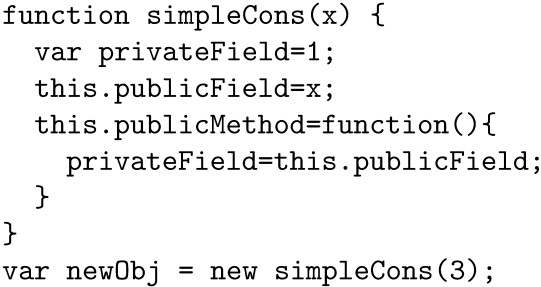 function simpleCons(x) {
  var privateField=1;
  this.publicField=x;
  this.publicMethod=function(){
    privateField=this.publicField;
  }
}
var newObj = new simpleCons(3);